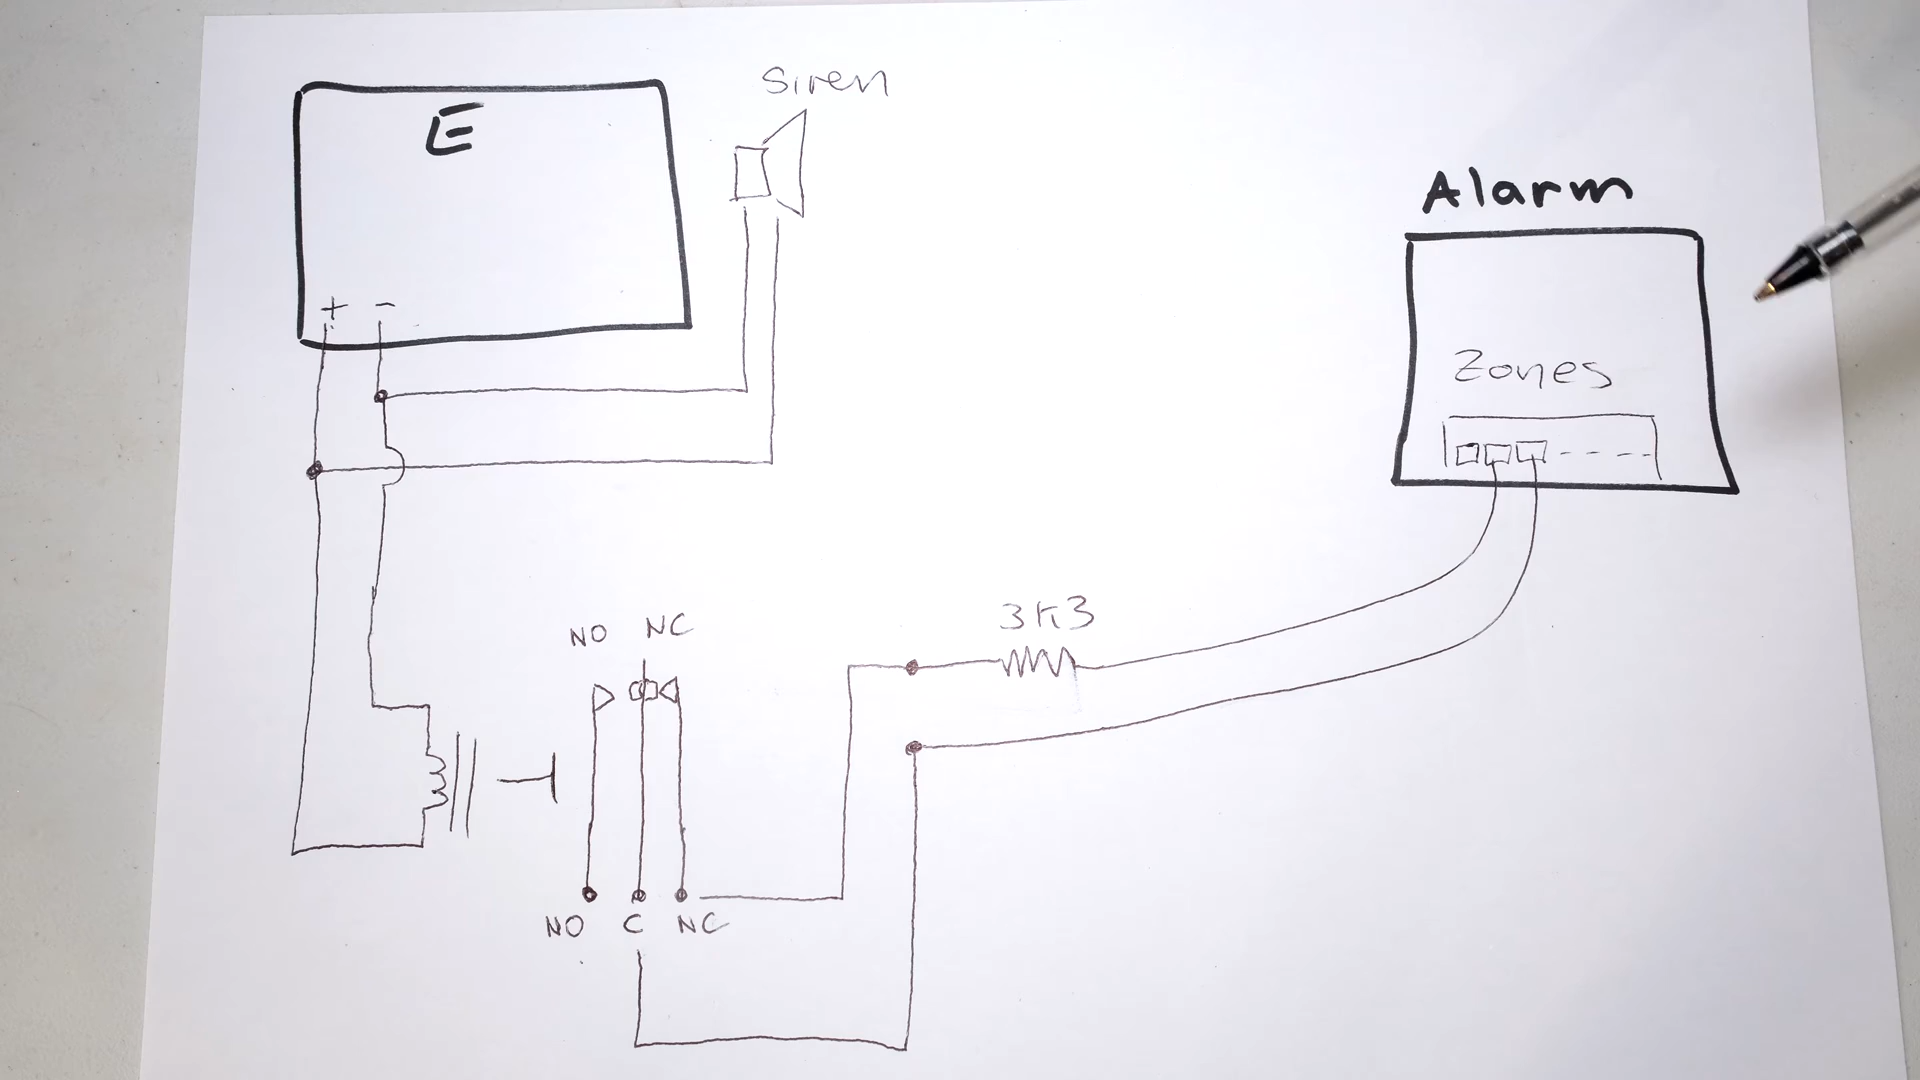 Siren
E
Alarm
+ -
Zones
3K3
NO NC
NO C NC